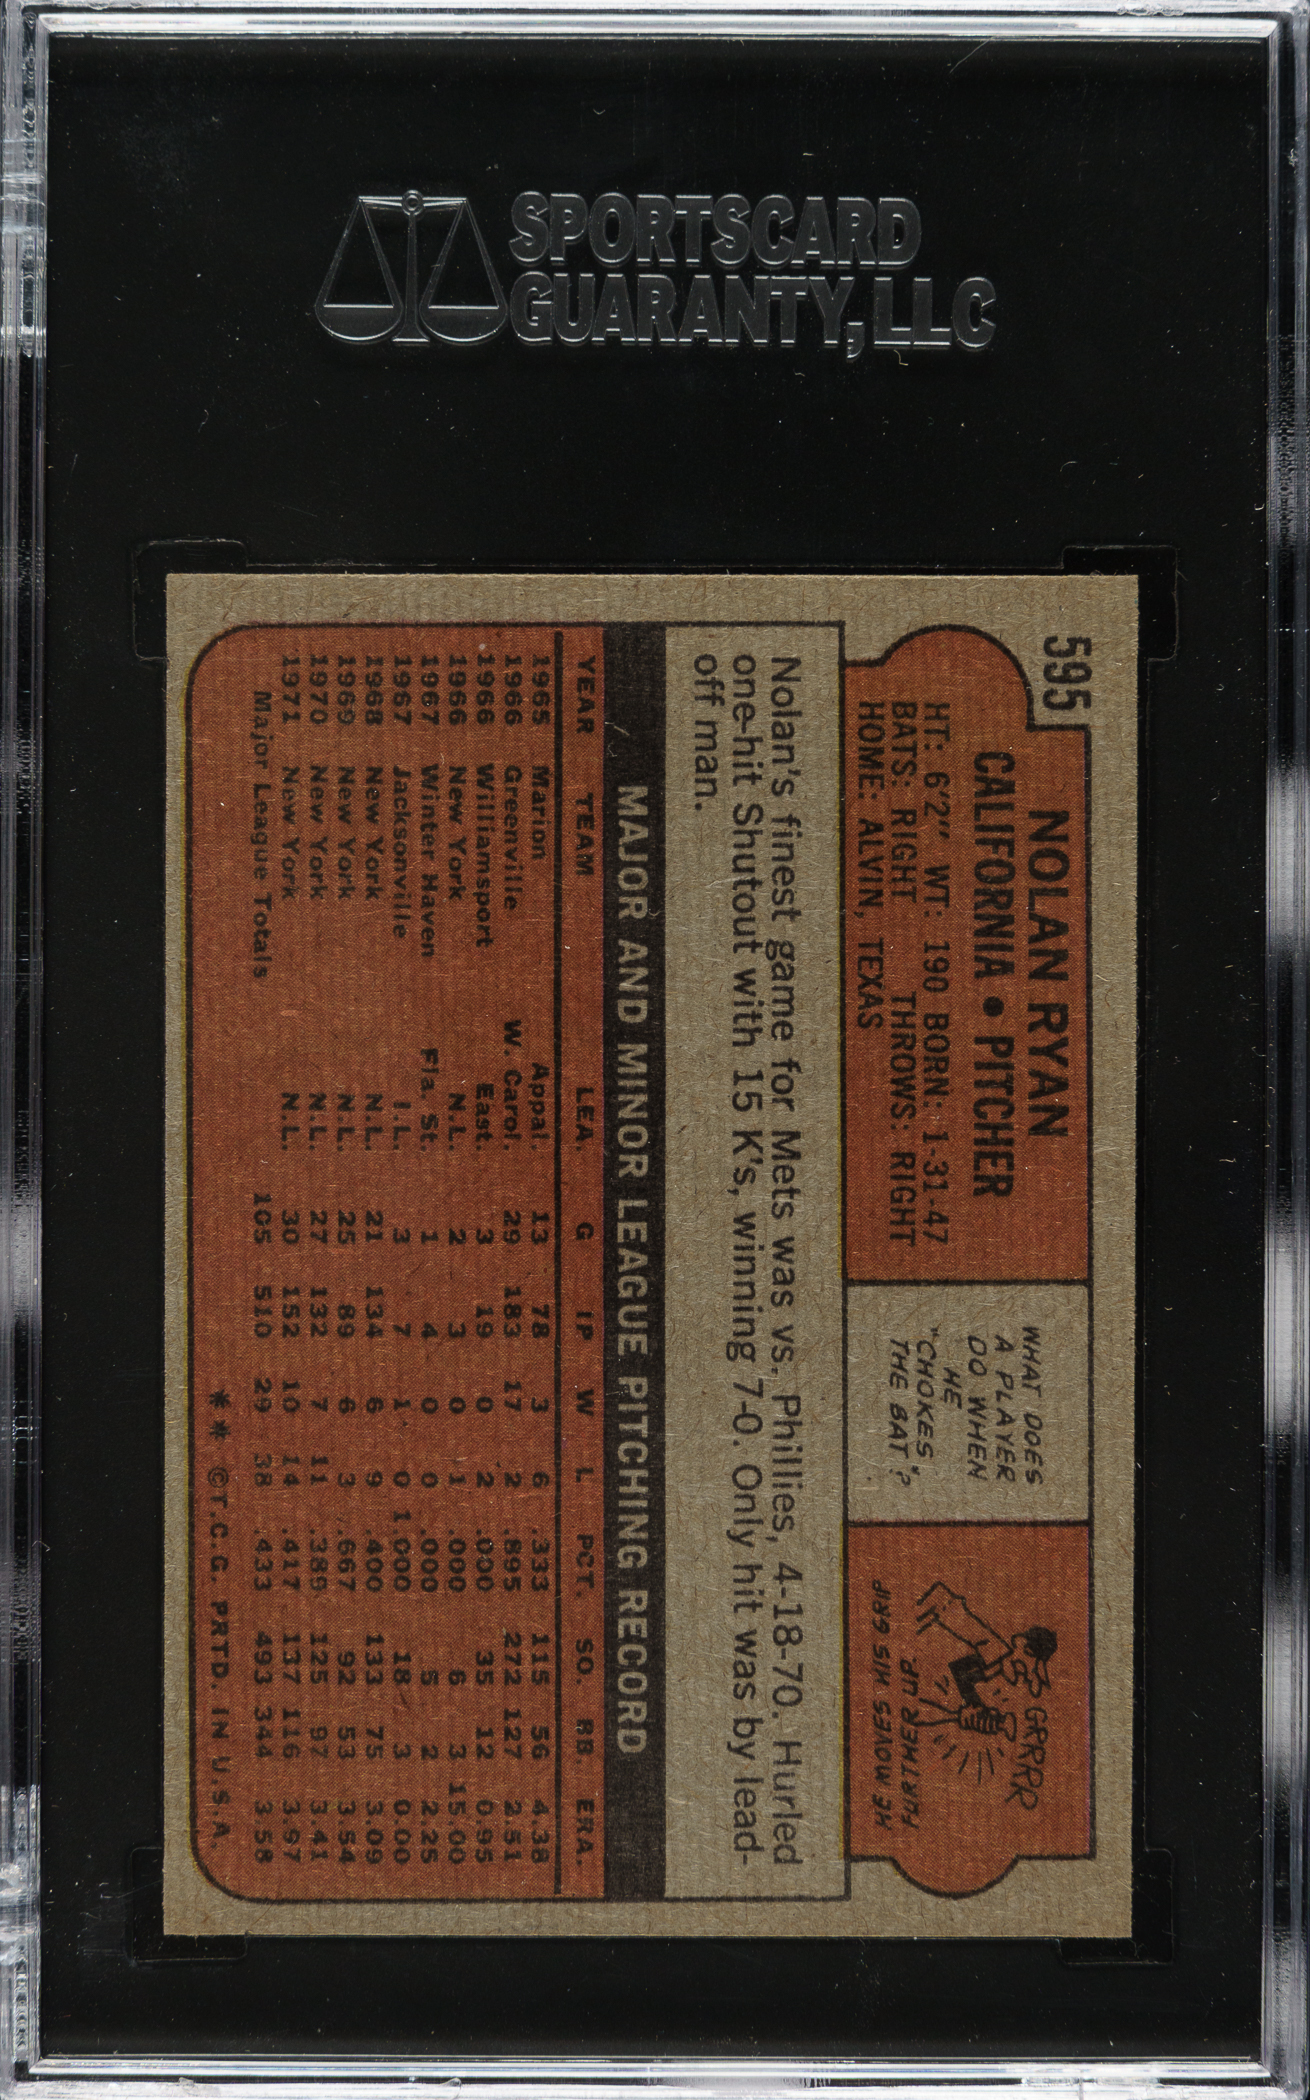 SPORTSCARD
GUARANTY, LLC
595
NOLAN RYAN
CALIFORNIA • PITCHER
HT: 6'2" WT: 190 BORN: 1-31-47
BATS: RIGHT THROWS: RIGHT
HOME: ALVIN, TEXAS
WHAT DOES
A PLAYER
DO WHEN
HE
"CHOKES
THE BAT"?
GRRRR
HE MOVES HIS GRIP
FURTHER UP.
Nolan's finest game for Mets was vs. Phillies, 4-18-70. Hurled
one-hit Shutout with 15 K's, winning 7-0. Only hit was by lead-
off man.
MAJOR AND MINOR LEAGUE PITCHING RECORD
YEAR TEAM LEA. G IP W L PCT. SO. BB. ERA.
1965 Marion Appal. 13 78 3 6 .333 115 56 4.38
1966 Greenville W. Carol. 29 183 17 2 .895 272 127 2.51
1966 Williamsport East. 3 19 0 2 .000 35 12 0.95
1966 New York N.L. 2 3 0 1 .000 6 3 15.00
1967 Winter Haven Fla. St. 1 4 0 0 .000 5 2 2.25
1967 Jacksonville I.L. 3 7 1 0 1.000 18 3 0.00
1968 New York N.L. 21 134 6 9 .400 133 75 3.09
1969 New York N.L. 25 89 6 3 .667 92 53 3.54
1970 New York N.L. 27 132 7 11 .389 125 97 3.41
1971 New York N.L. 30 152 10 14 .417 137 116 3.97
Major League Totals 105 510 29 38 .433 493 344 3.58
** ©T.C.G. PRTD. IN U.S.A.